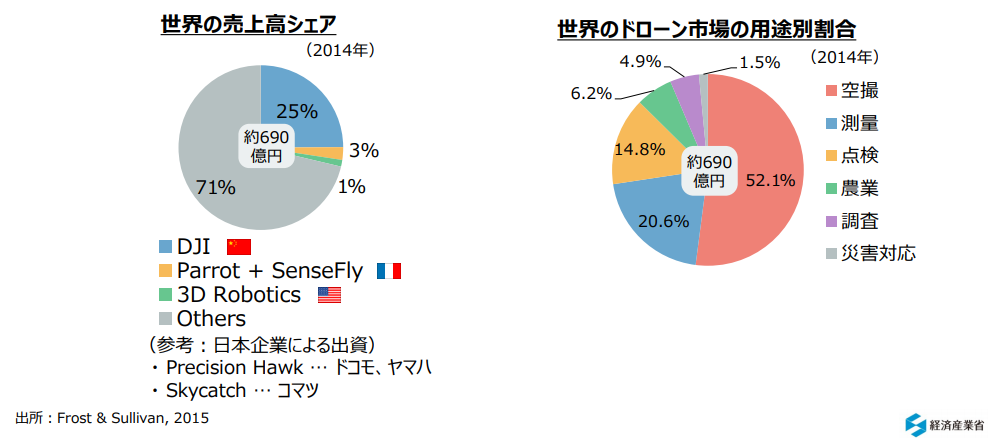 世界の売上高シェア
（2014年）
25%
3%
1%
71%
約690
億円
DJI
Parrot + SenseFly
3D Robotics
Others
（参考：日本企業による出資）
・ Precision Hawk … ドコモ、ヤマハ
・ Skycatch … コマツ
世界のドローン市場の用途別割合
（2014年）
4.9%
1.5%
6.2%
14.8%
20.6%
52.1%
約690
億円
空撮
測量
点検
農業
調査
災害対応
出所：Frost & Sullivan, 2015
経済産業省